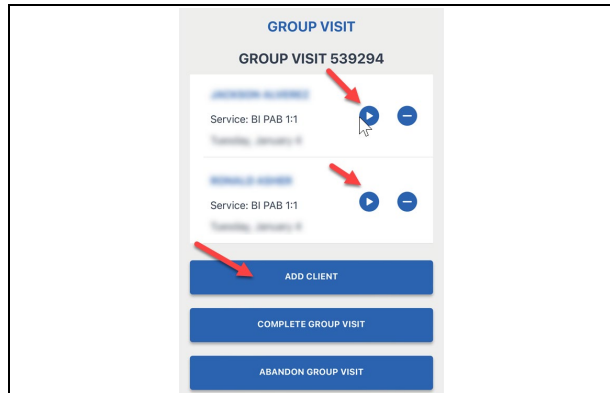 GROUP VISIT
GROUP VISIT 539294
Service: BI PAB 1:1
Service: BI PAB 1:1
ADD CLIENT
COMPLETE GROUP VISIT
ABANDON GROUP VISIT